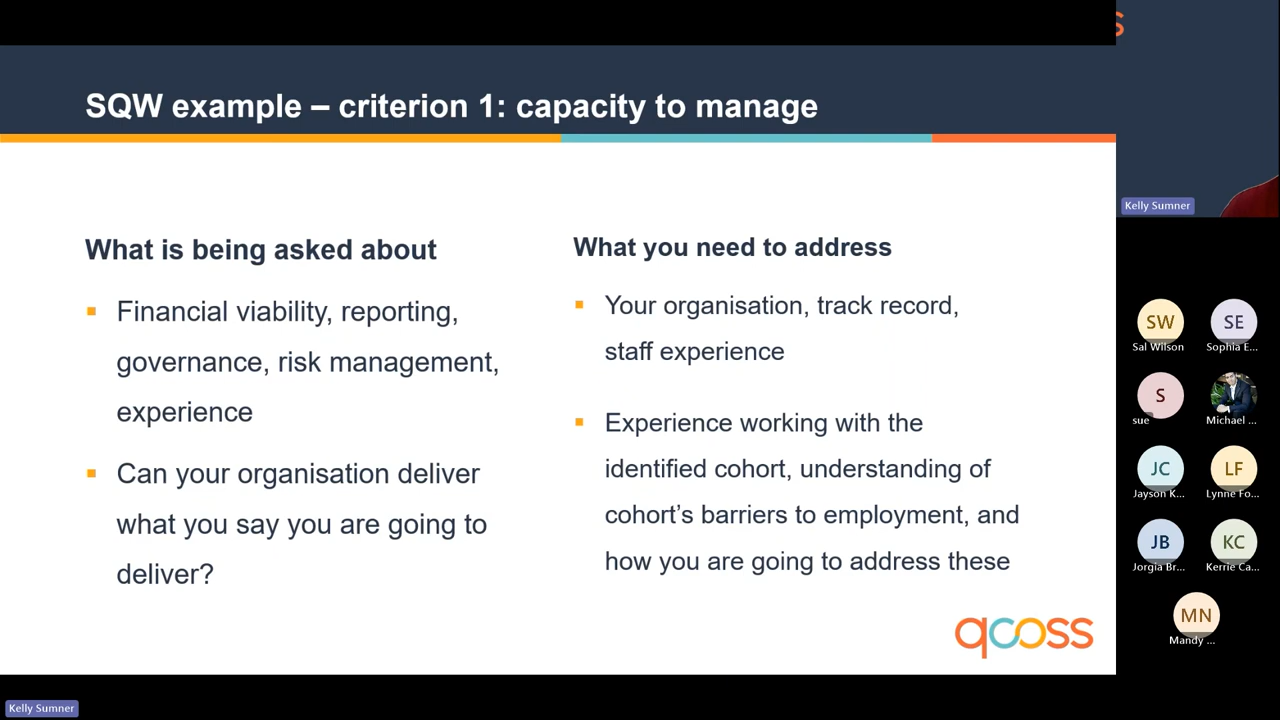 SQW example – criterion 1: capacity to manage
What is being asked about
Financial viability, reporting,
governance, risk management,
experience
Can your organisation deliver
what you say you are going to
deliver?
What you need to address
Your organisation, track record,
staff experience
Experience working with the
identified cohort, understanding of
cohort's barriers to employment, and
how you are going to address these
qcoss
S
Kelly Sumner
SW
Sal Wilson
SE
Sophia E...
S
sue
Michael ...
JC
Jayson K...
LF
Lynne Fo...
JB
Jorgia Br...
KC
Kerrie Ca...
MN
Mandy ...
Kelly Sumner